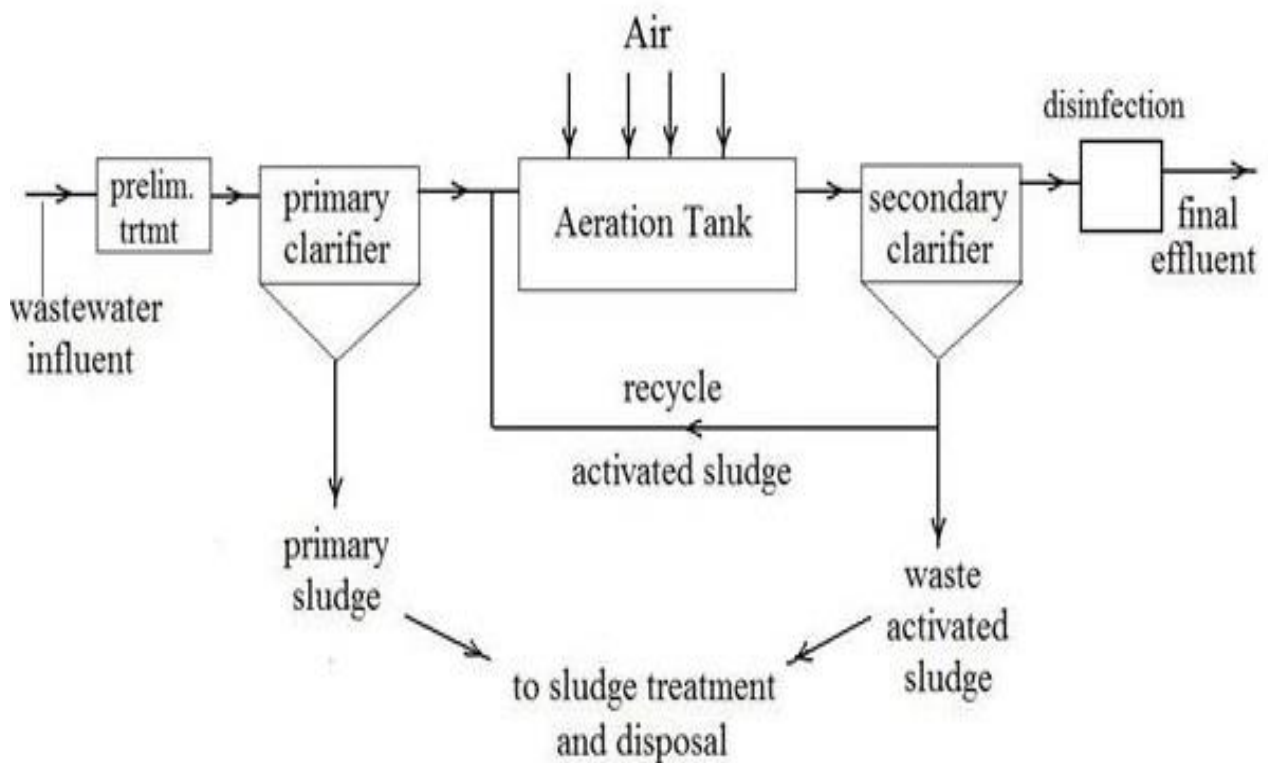 Air
disinfection
prelim.
trtmt
primary
clarifier
Aeration Tank
secondary
clarifier
final
effluent
wastewater
influent
recycle
activated sludge
primary
sludge
waste
activated
sludge
to sludge treatment
and disposal